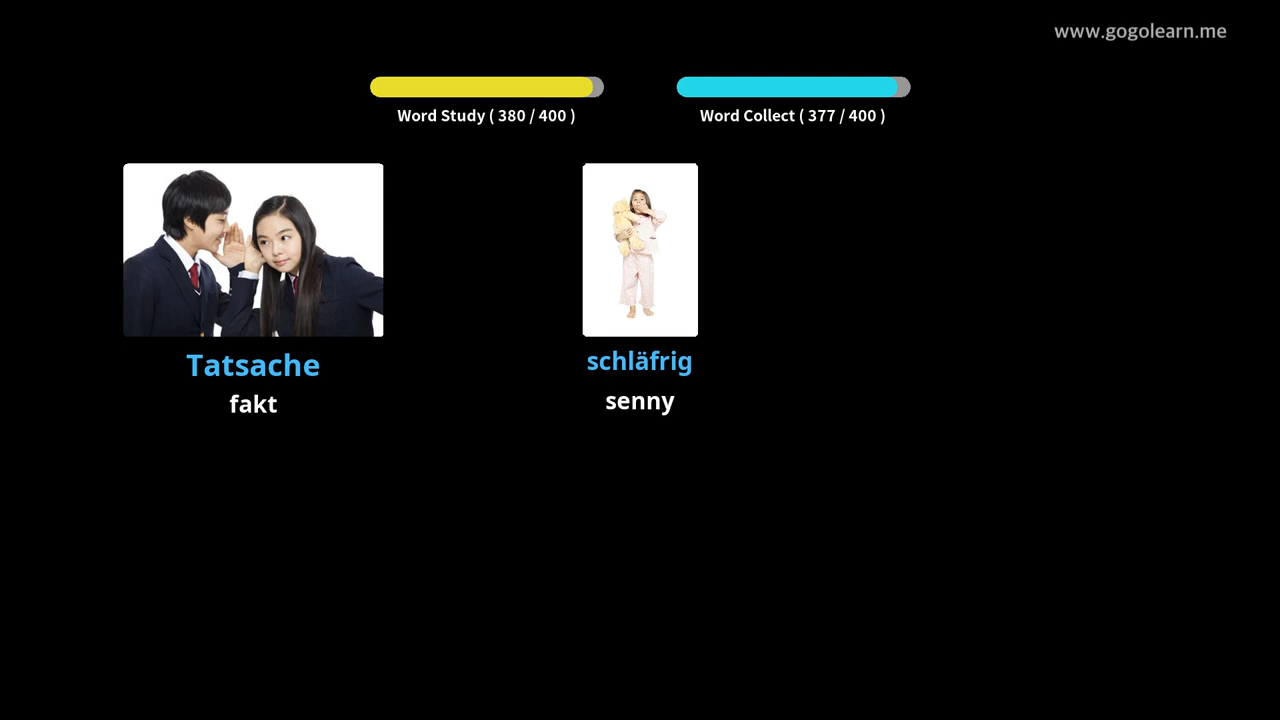 www.gogolearn.me
Word Study ( 380 / 400 )
Word Collect ( 377 / 400 )
Tatsache
fakt
schläfrig
senny